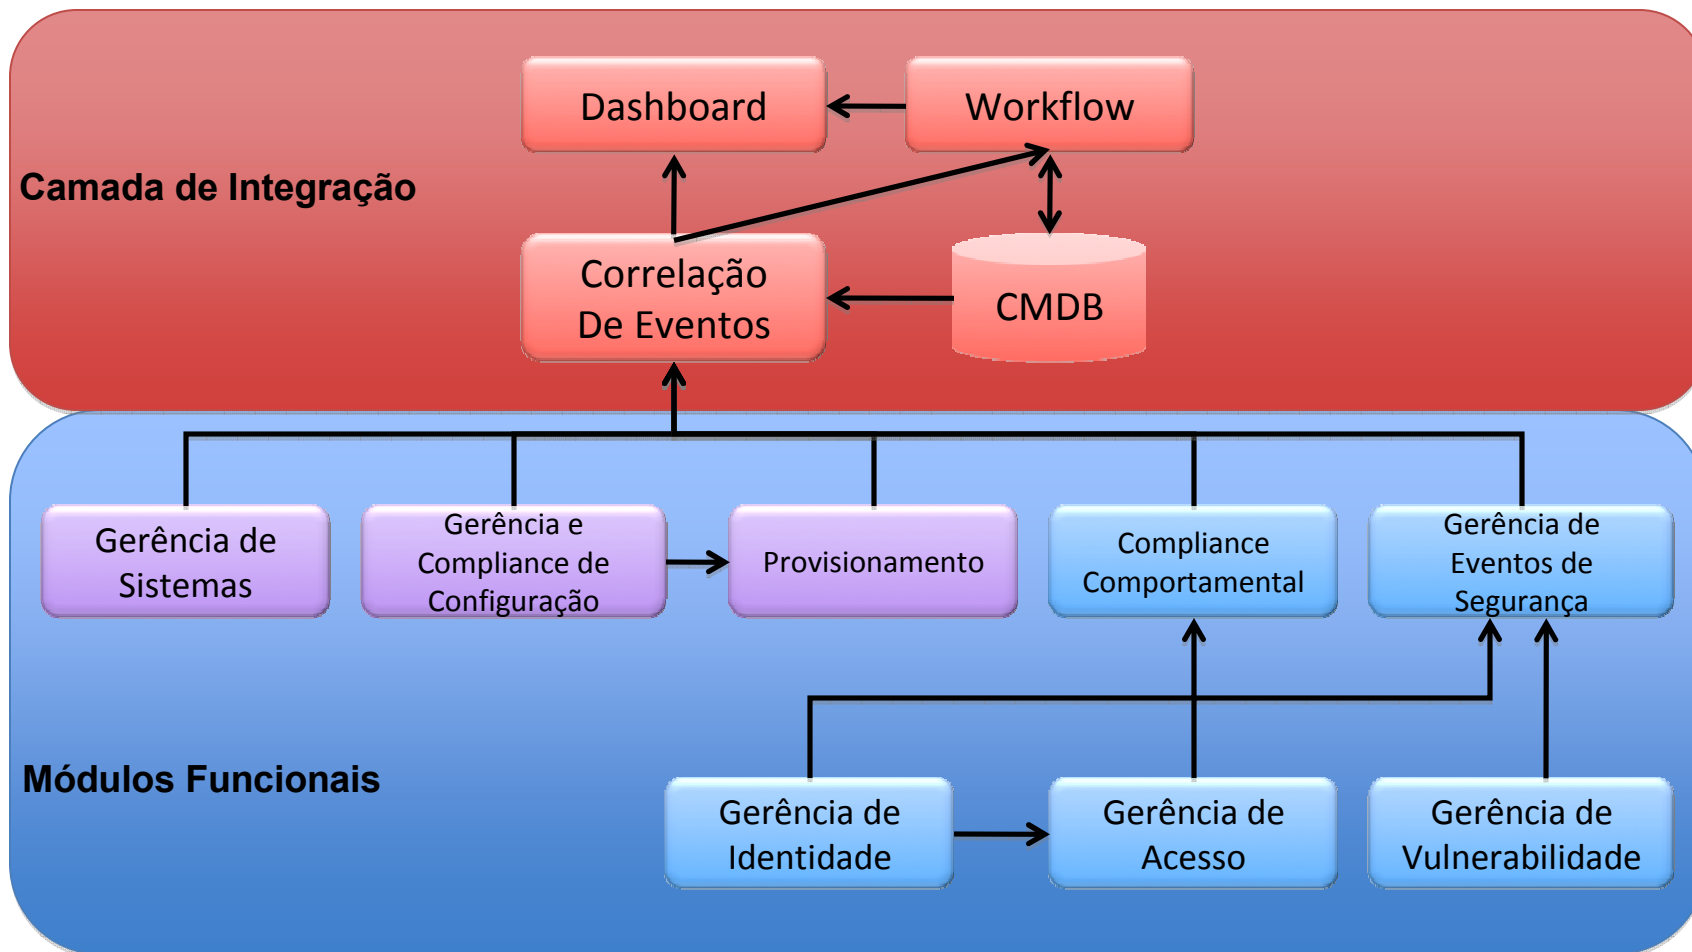 Dashboard
Workflow
Camada de Integração
Correlação
De Eventos
CMDB
Gerência de
Sistemas
Gerência e
Compliance de
Configuração
Provisionamento
Compliance
Comportamental
Gerência de
Eventos de
Segurança
Módulos Funcionais
Gerência de
Identidade
Gerência de
Acesso
Gerência de
Vulnerabilidade